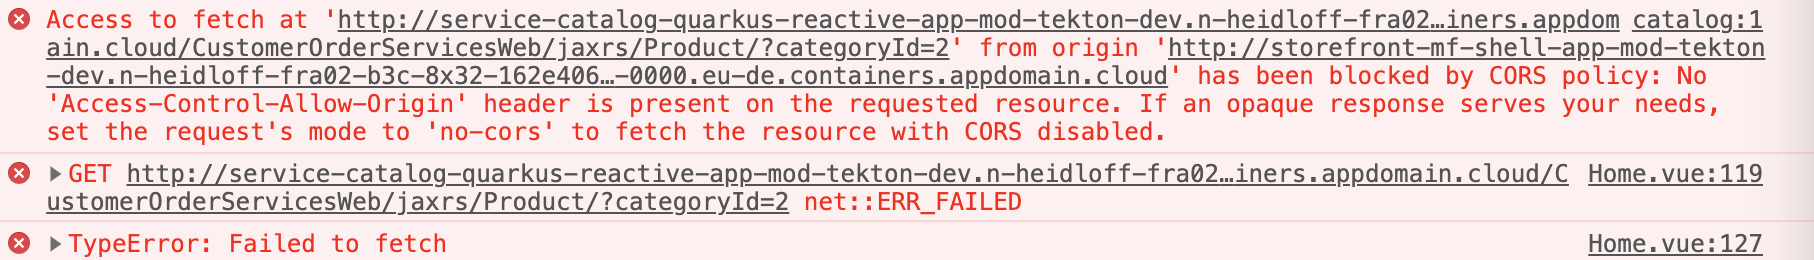 Access to fetch at 'http://service-catalog-quarkus-reactive-app-mod-tekton-dev.n-heidloff-fra02…iners.appdom catalog:1
ain.cloud/CustomerOrderServicesWeb/jaxrs/Product/?categoryId=2' from origin 'http://storefront-mf-shell-app-mod-tekton
-dev.n-heidloff-fra02-b3c-8x32-162e406…-0000.eu-de.containers.appdomain.cloud' has been blocked by CORS policy: No
'Access-Control-Allow-Origin' header is present on the requested resource. If an opaque response serves your needs,
set the request's mode to 'no-cors' to fetch the resource with CORS disabled.
GET http://service-catalog-quarkus-reactive-app-mod-tekton-dev.n-heidloff-fra02…iners.appdomain.cloud/C Home.vue:119
ustomerOrderServicesWeb/jaxrs/Product/?categoryId=2 net::ERR_FAILED
TypeError: Failed to fetch Home.vue:127